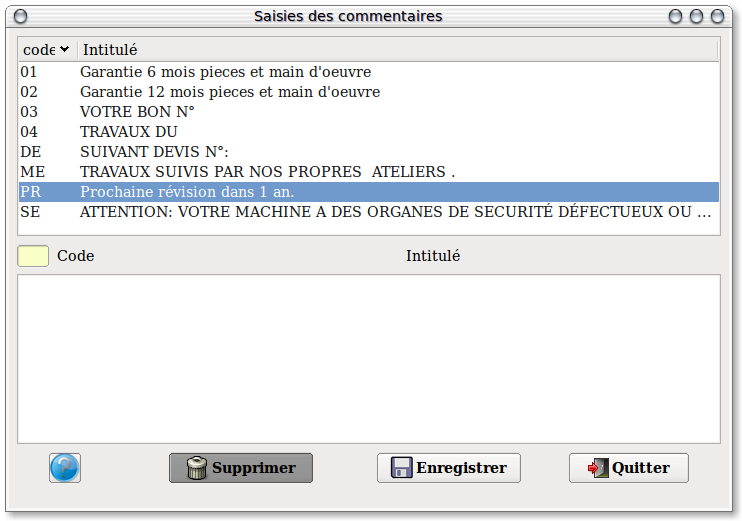 Saisies des commentaires
code Intitulé
01 Garantie 6 mois pieces et main d'oeuvre
02 Garantie 12 mois pieces et main d'oeuvre
03 VOTRE BON N°
04 TRAVAUX DU
DE SUIVANT DEVIS N°:
ME TRAVAUX SUIVIS PAR NOS PROPRES  ATELIERS .
PR Prochaine révision dans 1 an.
SE ATTENTION: VOTRE MACHINE A DES ORGANES DE SECURITÉ DÉFECTUEUX OU ...
Code Intitulé
? Supprimer Enregistrer Quitter